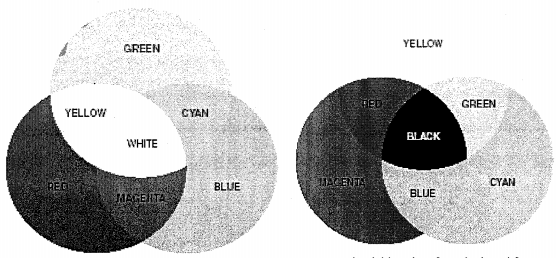 GREEN
YELLOW
CYAN
WHITE
RED
MAGENTA
BLUE
YELLOW
RED
GREEN
BLACK
MAGENTA
BLUE
CYAN